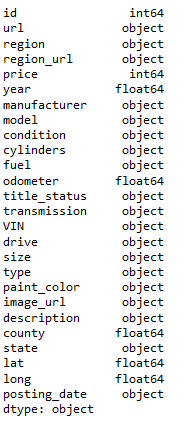 id int64
url object
region object
region_url object
price int64
year float64
manufacturer object
model object
condition object
cylinders object
fuel object
odometer float64
title_status object
transmission object
VIN object
drive object
size object
type object
paint_color object
image_url object
description object
county float64
state object
lat float64
long float64
posting_date object
dtype: object